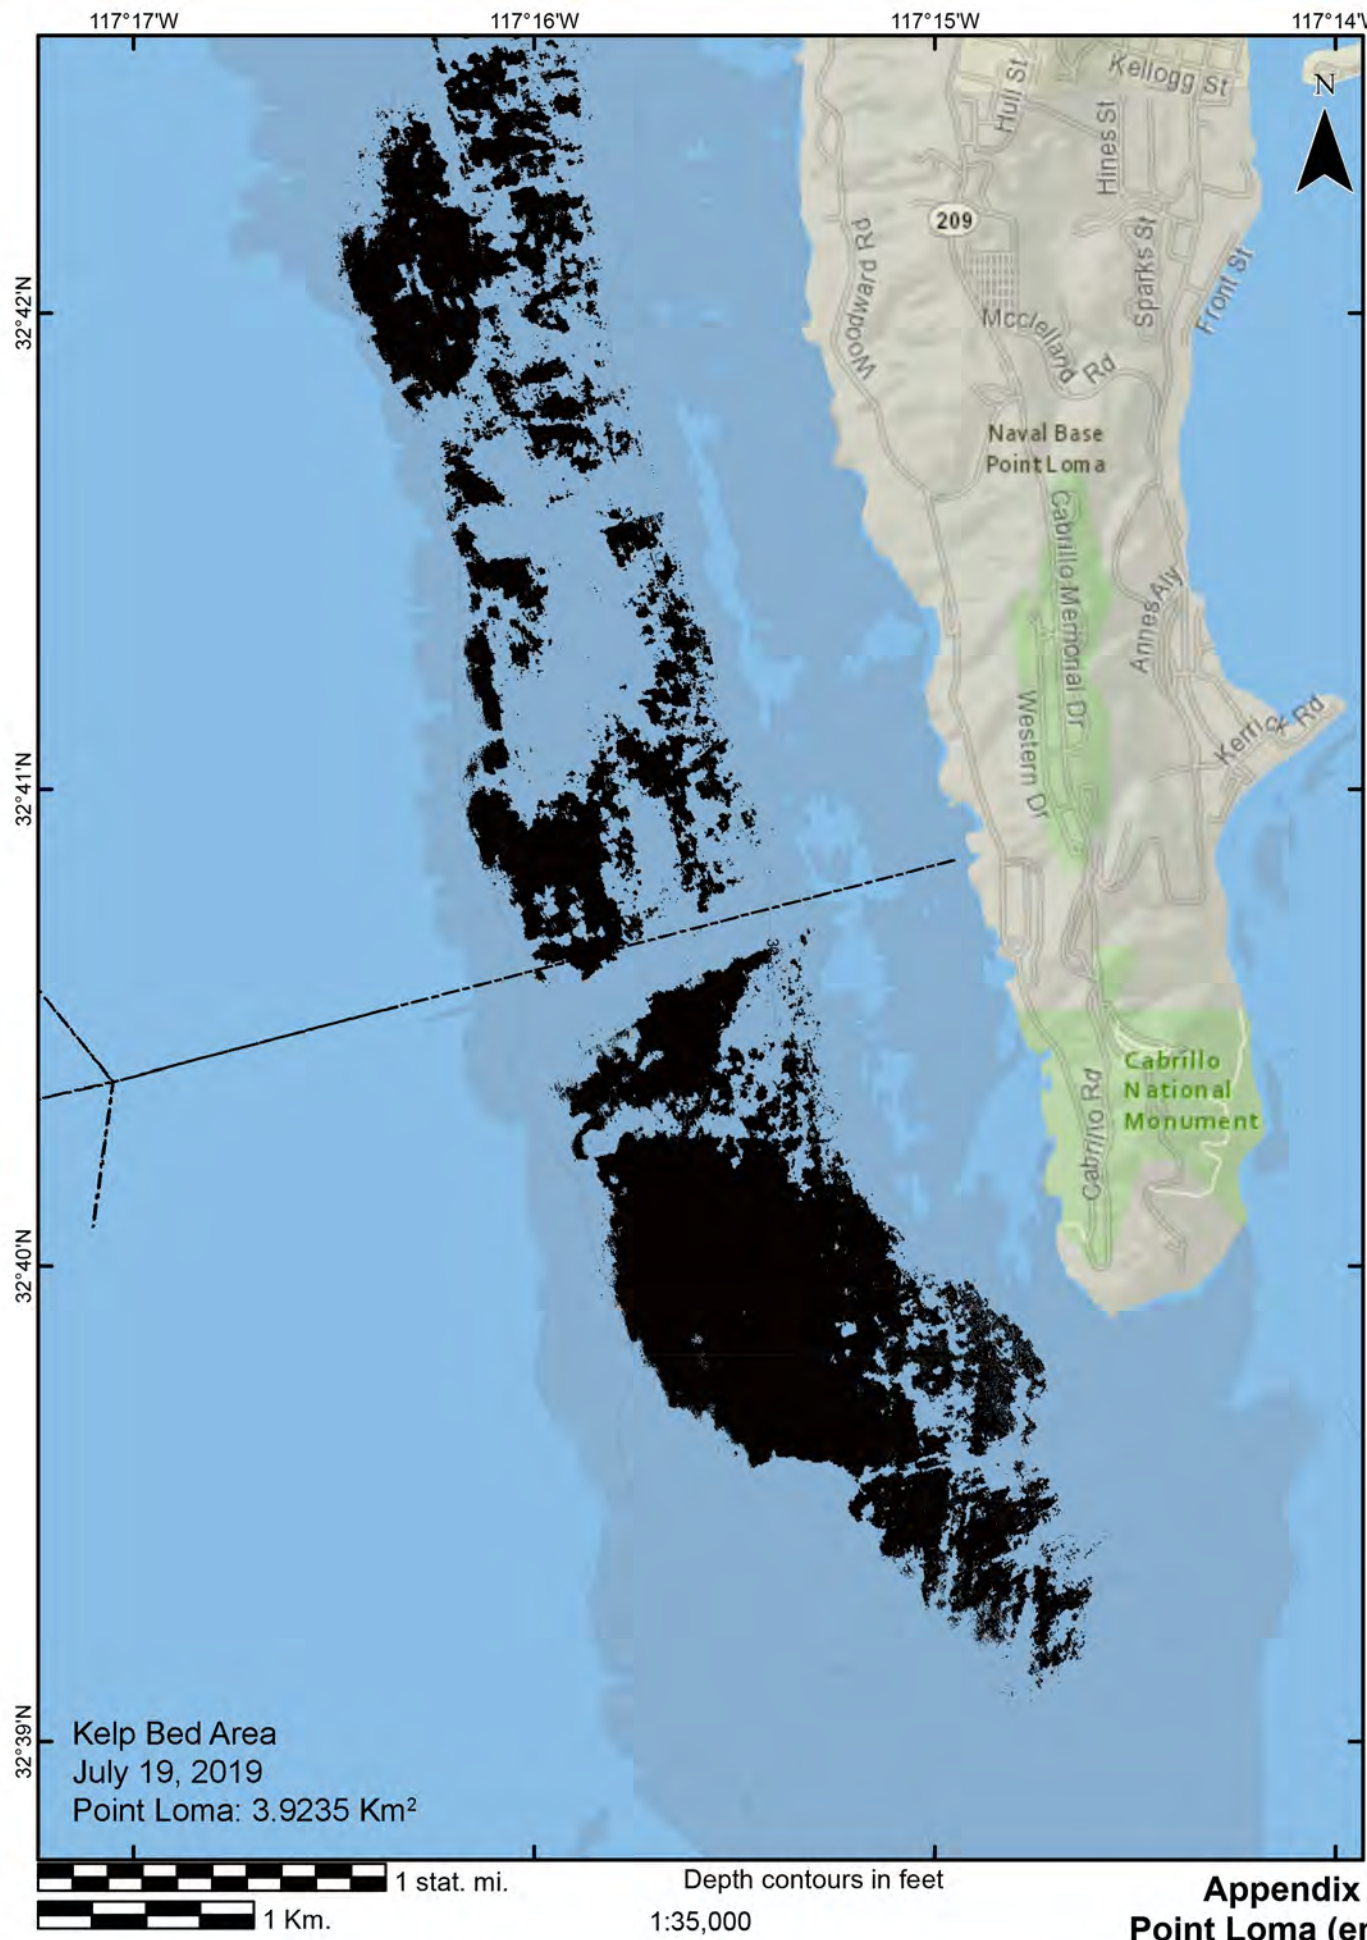 117°17'W 117°16'W 117°15'W 117°14'
N
Kellogg St
Hull St
Hines St
209
Woodward Rd
Sparks St
Front St
32°42'N
Mcclelland Rd
Naval Base
Point Loma
Cabrillo Memorial Dr
Annes Aly
Western Dr
Kerrick Rd
32°41'N
Cabrillo
National
Monument
Cabrillo Rd
32°40'N
32°39'N
Kelp Bed Area
July 19, 2019
Point Loma: 3.9235 Km²
1 stat. mi.
Depth contours in feet
1 Km.
1:35,000
Appendix
Point Loma (er